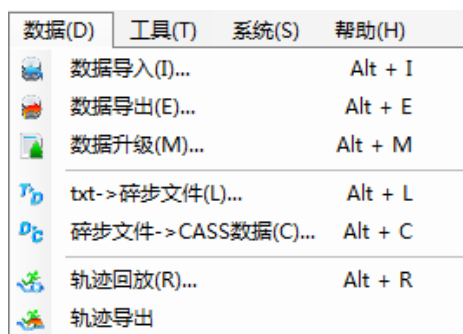 数据(D) 工具(T) 系统(S) 帮助(H)
数据导入(I)... Alt + I
数据导出(E)... Alt + E
数据升级(M)... Alt + M
txt->碎步文件(L)... Alt + L
碎步文件->CASS数据(C)... Alt + C
轨迹回放(R)... Alt + R
轨迹导出